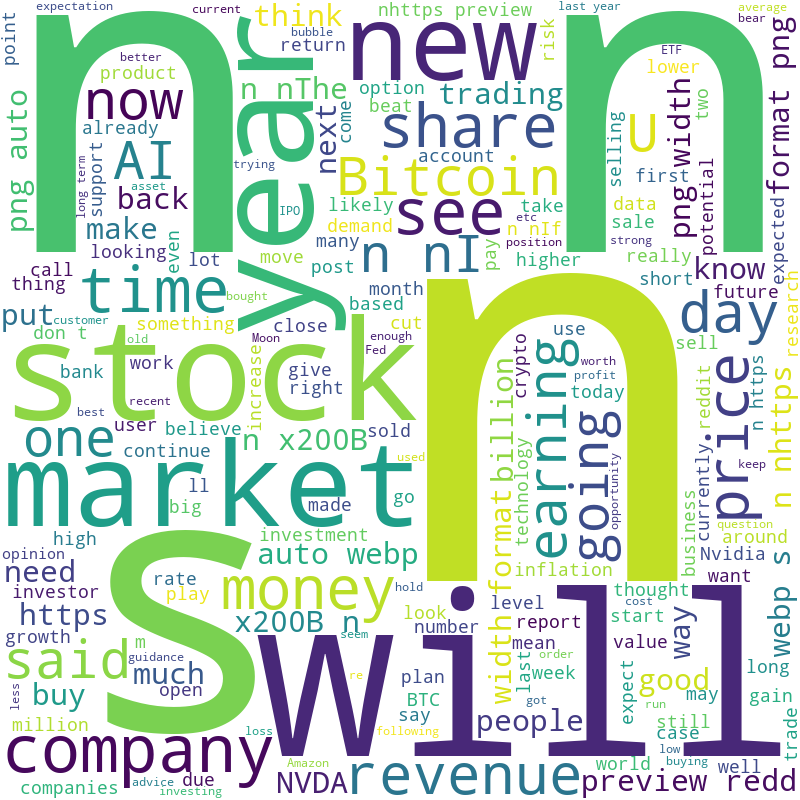 n
n
n
s
will
stock
market
year
new
share
Bitcoin
see
now
AI
back
time
one
company
said
money
revenue
earning
going
price
day
u
n nI
trading
think
next
make
put
need
https
much
buy
NVDA
people
good
way
billion
know
preview redd
webp s
n nhttps
format png
png width
png auto
n nThe
n x200B
x200B n
auto webp
width format
nhttps preview
n nIf
n https
point
expectation
current
better
bubble
return
product
already
support
long term
trying
IPO
asset
come
option
beat
account
likely
demand
many
move
post
looking
lot
even
call
thing
don t
bought
customer
old
something
close
Moon
month
based
cut
enough
Fed
bank
work
recent
best
user
increase
give
right
believe
continue
ll
big
sold
made
go
used
high
opinion
investor
growth
investment
rate
play
m
guidance
less
open
million
due
companies
advice
investing
loss
Amazon
seem
hold
look
number
re
plan
BTC
say
following
order
got
mean
last
week
level
report
inflation
technology
crypto
use
worth
profit
today
opportunity
cost
thought
start
value
expect
run
still
case
low
buying
world
may
well
gain
long
trade
want
question
around
keep
Nvidia
currently
business
reddit
research
sell
short
future
really
higher
take
etc
position
strong
pay
selling
first
data
sale
potential
expected
two
lower
ETF
risk
last year
average
bear